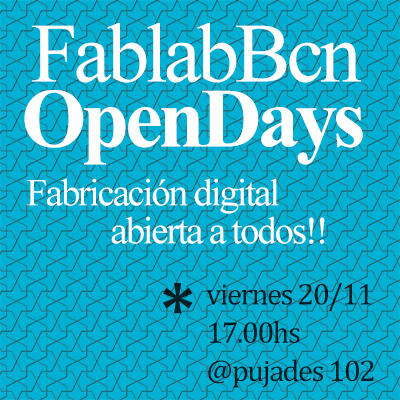 FablabBcn
OpenDays
Fabricación digital
abierta a todos!!
* viernes 20/11
17.00hs
@pujades 102